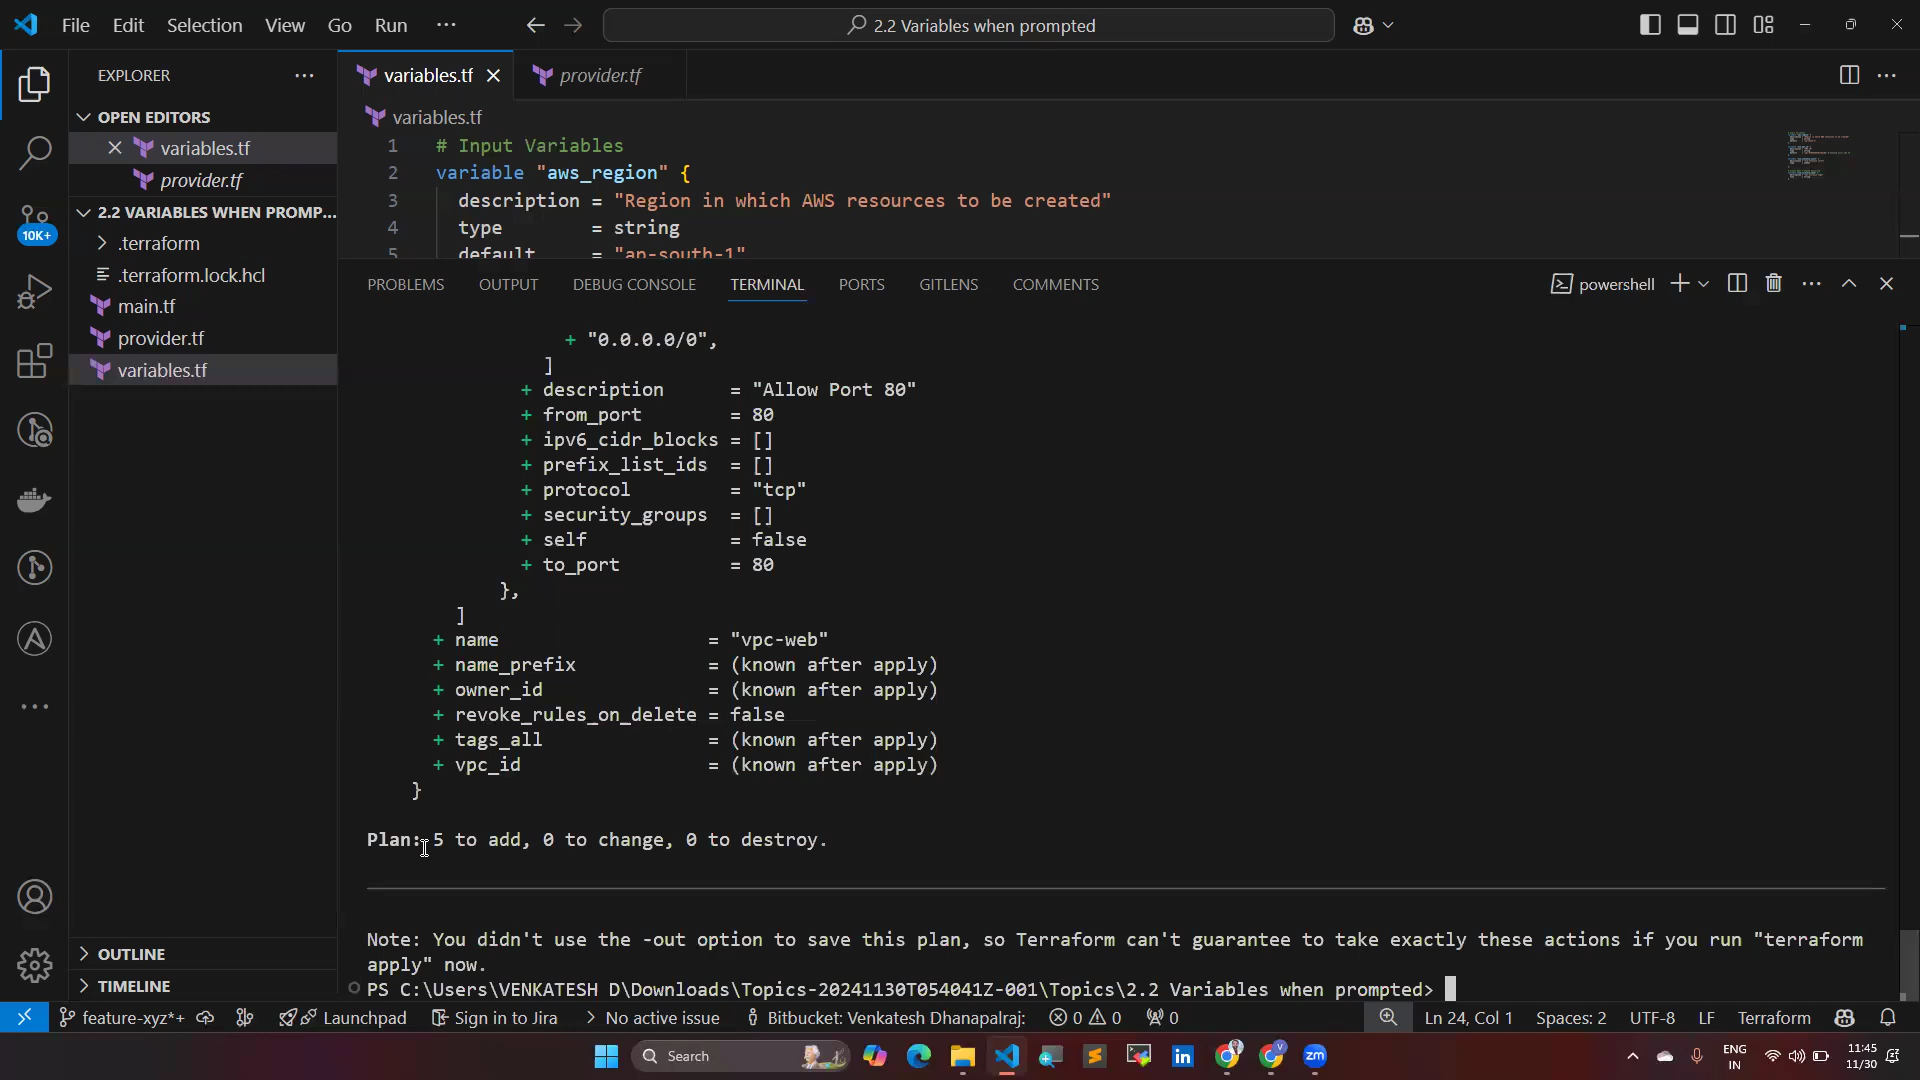 File Edit Selection View Go Run ...
2.2 Variables when prompted
EXPLORER
OPEN EDITORS
variables.tf
provider.tf
2.2 VARIABLES WHEN PROMP...
.terraform
.terraform.lock.hcl
main.tf
provider.tf
variables.tf
OUTLINE
TIMELINE
10K+
variables.tf provider.tf
variables.tf
1 # Input Variables
2 variable "aws_region" {
3 description = "Region in which AWS resources to be created"
4 type = string
5 default = "ap-south-1"
PROBLEMS OUTPUT DEBUG CONSOLE TERMINAL PORTS GITLENS COMMENTS
powershell
+ "0.0.0.0/0",
]
+ description = "Allow Port 80"
+ from_port = 80
+ ipv6_cidr_blocks = []
+ prefix_list_ids = []
+ protocol = "tcp"
+ security_groups = []
+ self = false
+ to_port = 80
},
]
+ name = "vpc-web"
+ name_prefix = (known after apply)
+ owner_id = (known after apply)
+ revoke_rules_on_delete = false
+ tags_all = (known after apply)
+ vpc_id = (known after apply)
}
Plan: 5 to add, 0 to change, 0 to destroy.
Note: You didn't use the -out option to save this plan, so Terraform can't guarantee to take exactly these actions if you run "terraform
apply" now.
PS C:\Users\VENKATESH D\Downloads\Topics-20241130T054041Z-001\Topics\2.2 Variables when prompted>
feature-xyz*+ Launchpad Sign in to Jira No active issue Bitbucket: Venkatesh Dhanapalraj: 0 0 0 Ln 24, Col 1 Spaces: 2 UTF-8 LF Terraform
Search
zm
ENG
IN
11:45
11/30